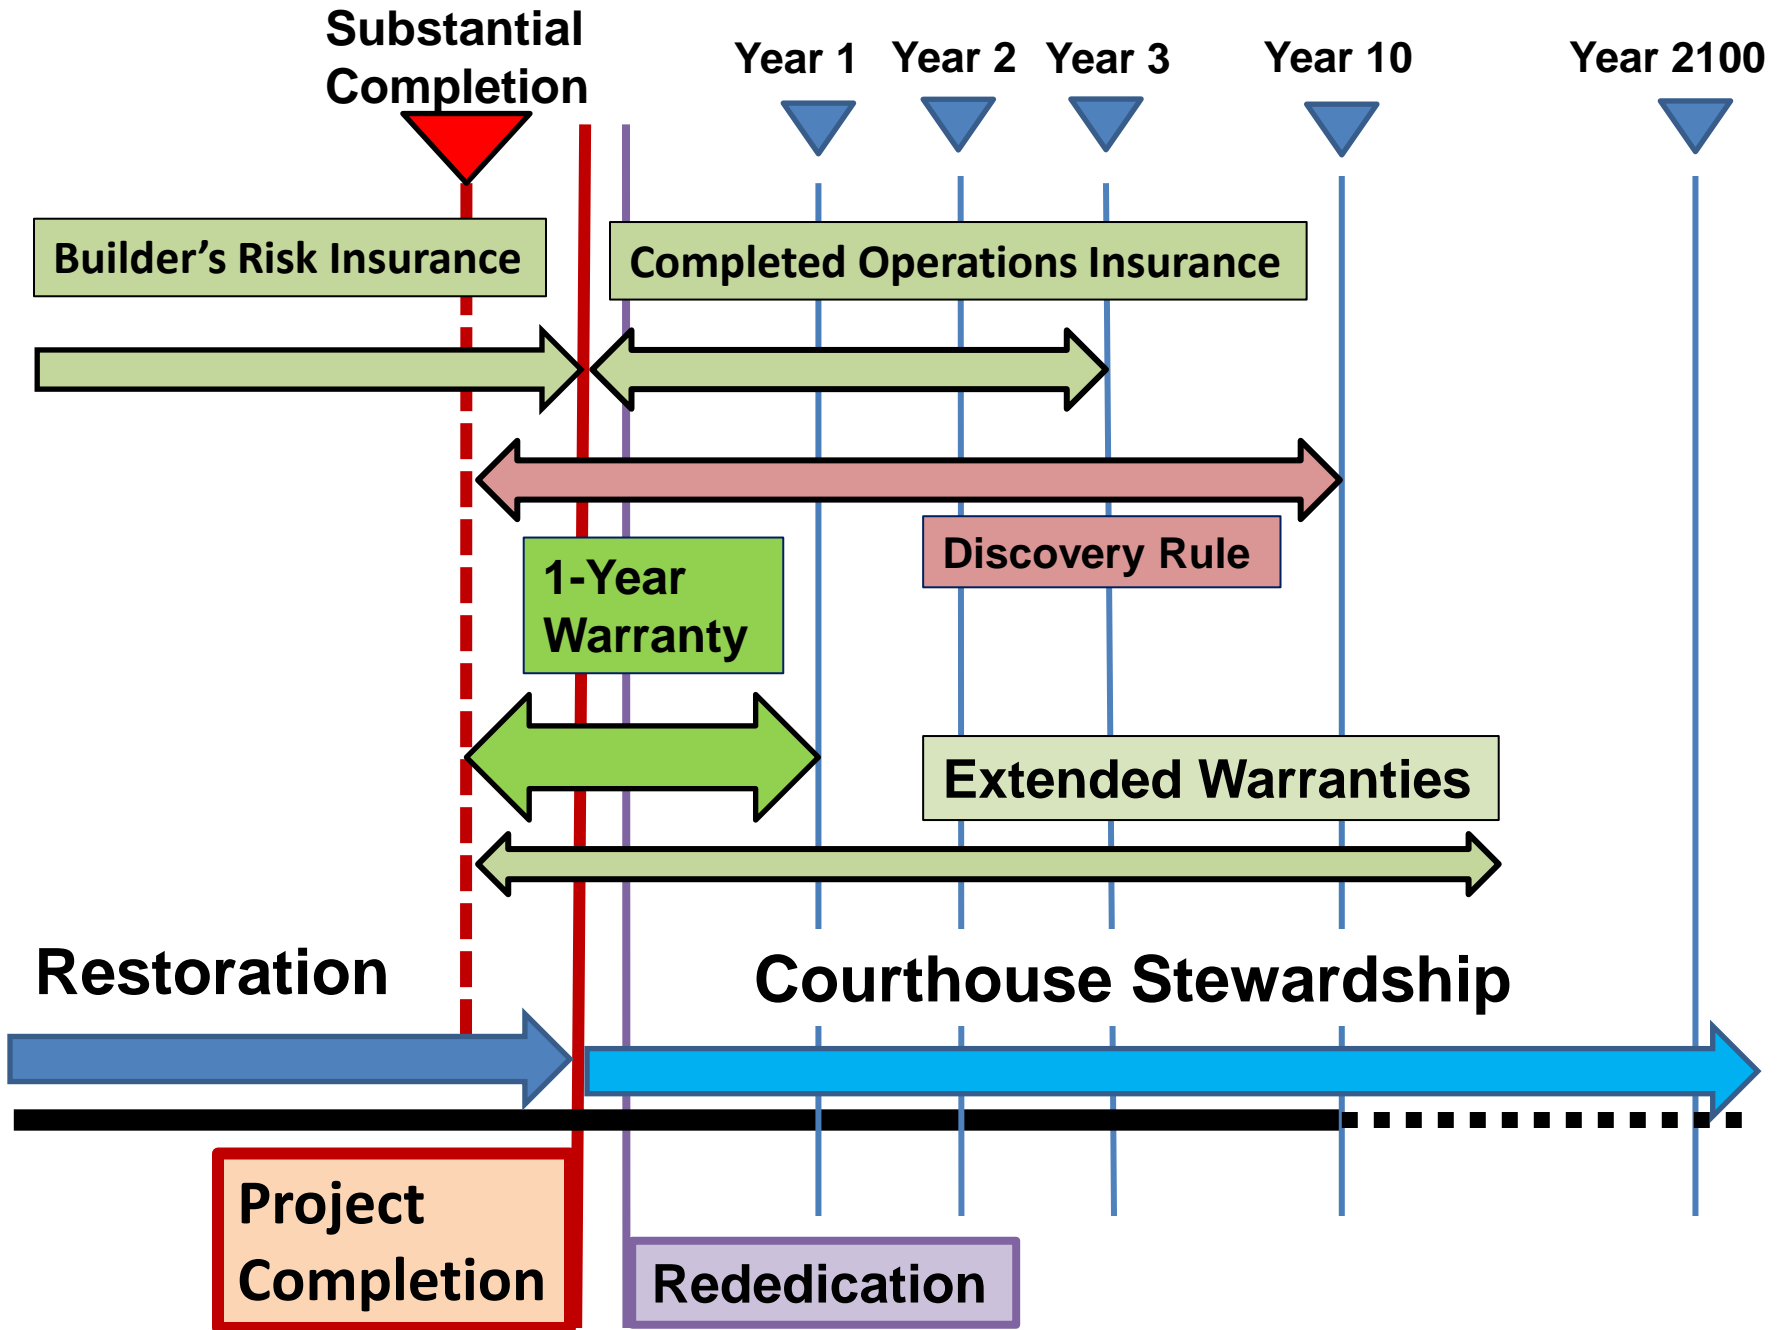 Substantial
Completion
Year 1
Year 2
Year 3
Year 10
Year 2100
Builder’s Risk Insurance
Completed Operations Insurance
Discovery Rule
1-Year
Warranty
Extended Warranties
Restoration
Courthouse Stewardship
Project
Completion
Rededication